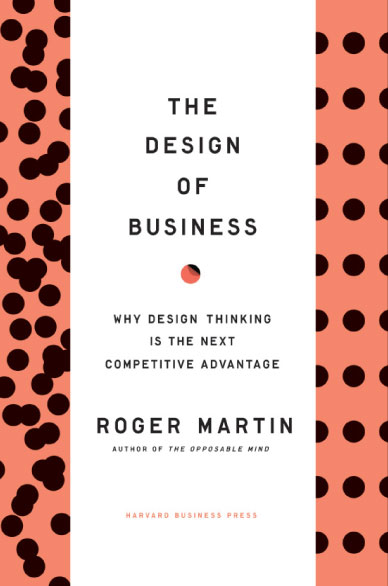 THE
DESIGN
OF
BUSINESS
WHY DESIGN THINKING
IS THE NEXT
COMPETITIVE ADVANTAGE
ROGER MARTIN
AUTHOR OF THE OPPOSABLE MIND
HARVARD BUSINESS PRESS